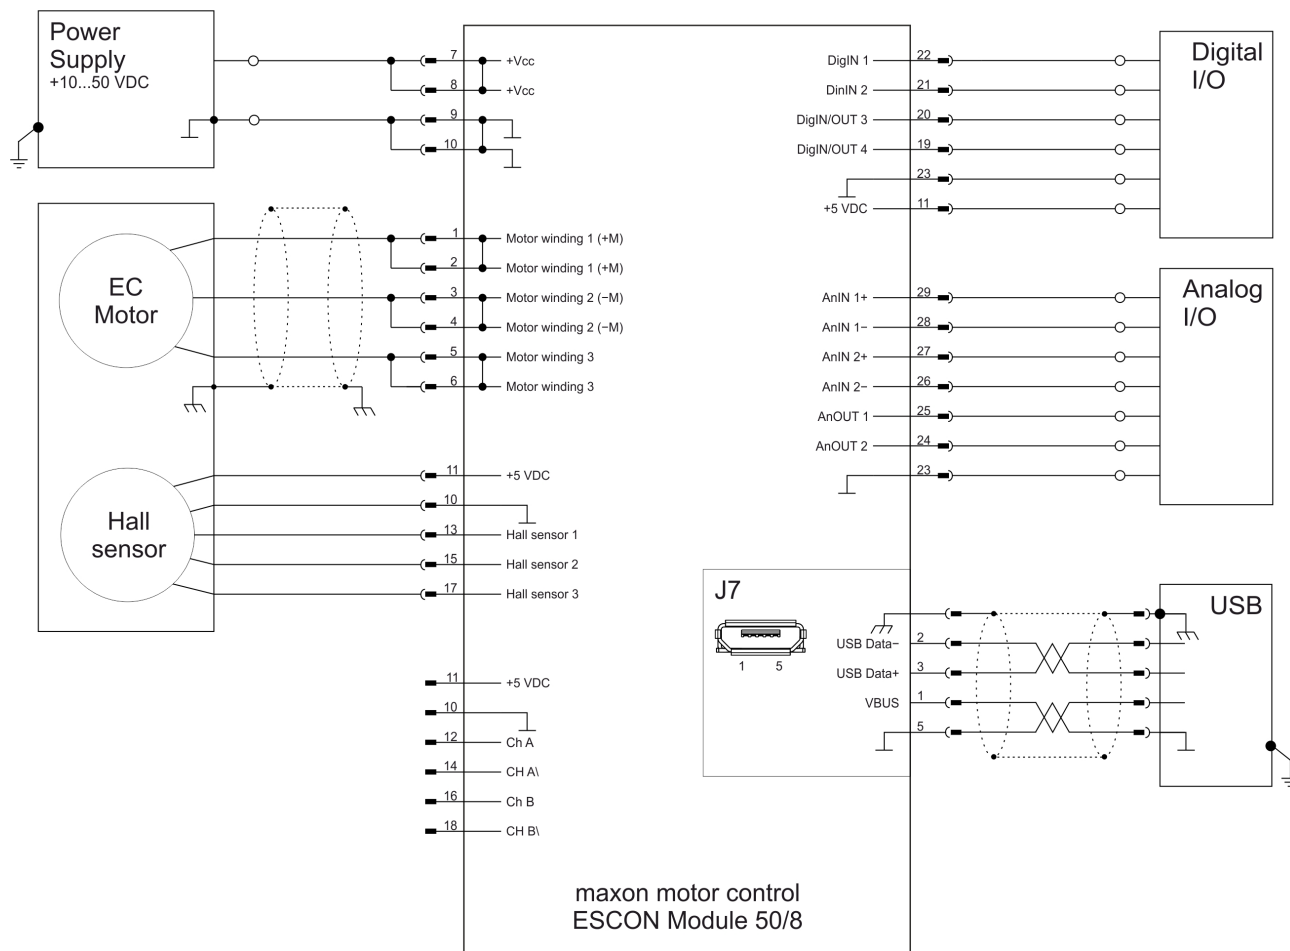 Power
Supply
+10...50 VDC
7
+Vcc
8
+Vcc
9
10
EC
Motor
1
Motor winding 1 (+M)
2
Motor winding 1 (+M)
3
Motor winding 2 (−M)
4
Motor winding 2 (−M)
5
Motor winding 3
6
Motor winding 3
Hall
sensor
11
+5 VDC
10
13
Hall sensor 1
15
Hall sensor 2
17
Hall sensor 3
11
+5 VDC
10
12
Ch A
14
CH A\
16
Ch B
18
CH B\
Digital
I/O
DigIN 1
22
DinIN 2
21
DigIN/OUT 3
20
DigIN/OUT 4
19
23
+5 VDC
11
Analog
I/O
AnIN 1+
29
AnIN 1−
28
AnIN 2+
27
AnIN 2−
26
AnOUT 1
25
AnOUT 2
24
23
J7
1 5
USB
USB Data−
2
USB Data+
3
VBUS
1
5
maxon motor control
ESCON Module 50/8